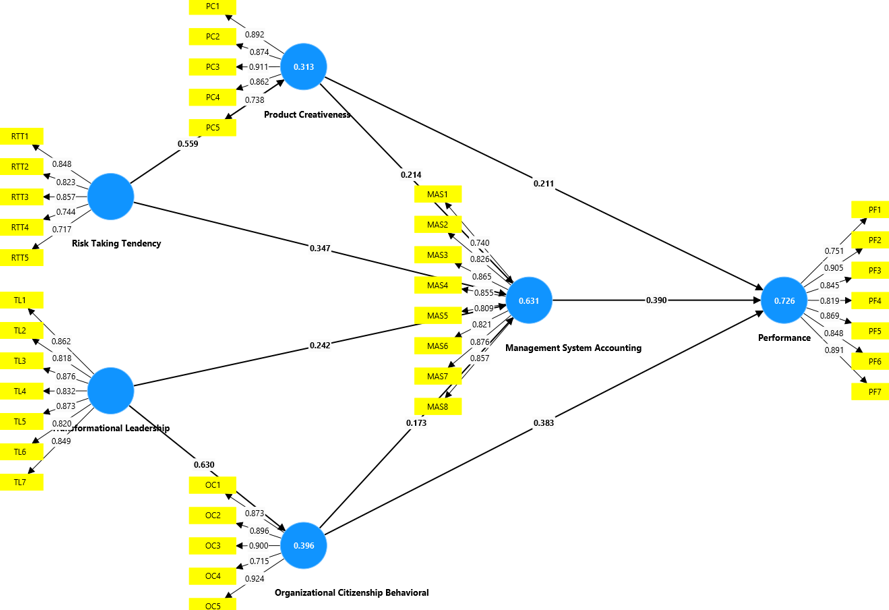 PC1
PC2
PC3
PC4
PC5
0.892
0.874
0.911
0.862
0.738
0.313
Product Creativeness
0.559
0.214
0.211
RTT1
RTT2
RTT3
RTT4
RTT5
0.848
0.823
0.857
0.744
0.717
Risk Taking Tendency
0.347
MAS1
MAS2
MAS3
MAS4
MAS5
MAS6
MAS7
MAS8
0.740
0.826
0.865
0.855
0.809
0.821
0.876
0.857
0.631
Management System Accounting
0.390
PF1
PF2
PF3
PF4
PF5
PF6
PF7
0.751
0.905
0.845
0.819
0.869
0.848
0.891
0.726
Performance
TL1
TL2
TL3
TL4
TL5
TL6
TL7
0.862
0.818
0.876
0.832
0.873
0.820
0.849
Transformational Leadership
0.242
0.630
0.173
0.383
OC1
OC2
OC3
OC4
OC5
0.873
0.896
0.900
0.715
0.924
0.396
Organizational Citizenship Behavioral